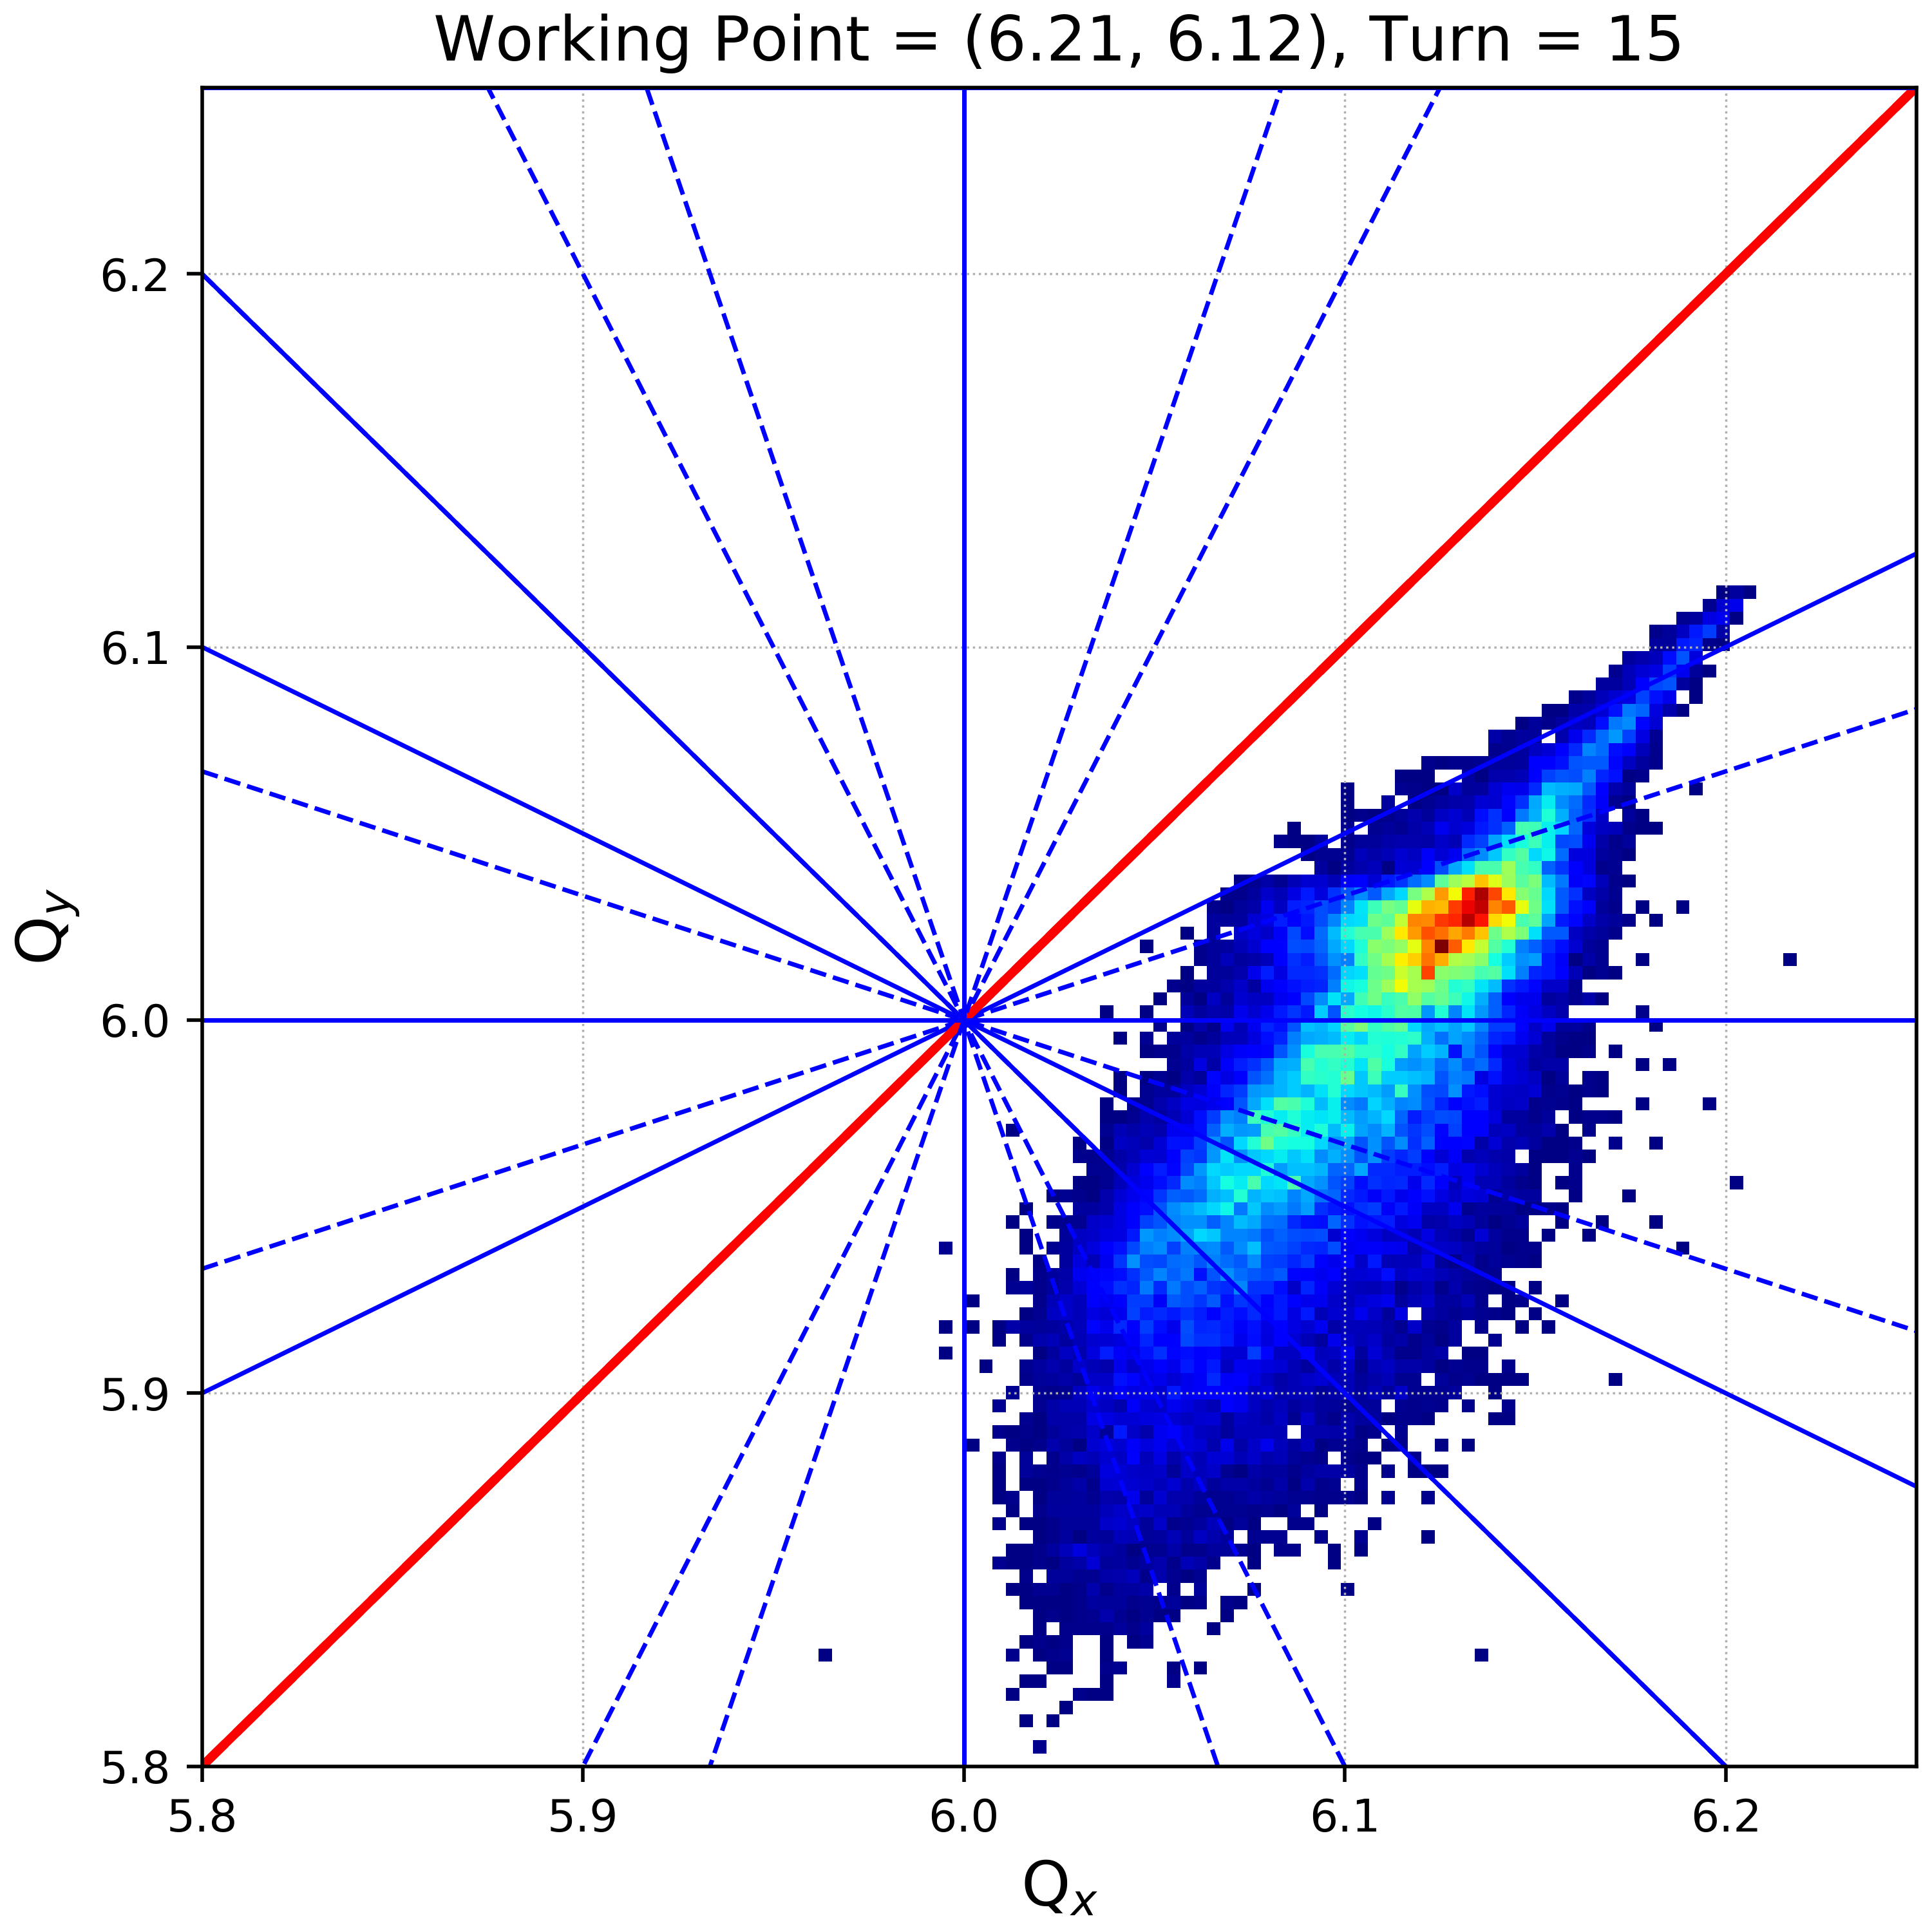 Working Point = (6.21, 6.12), Turn = 15
6.2
6.1
6.0
5.9
5.8
Qy
5.8 5.9 6.0 6.1 6.2
Qx